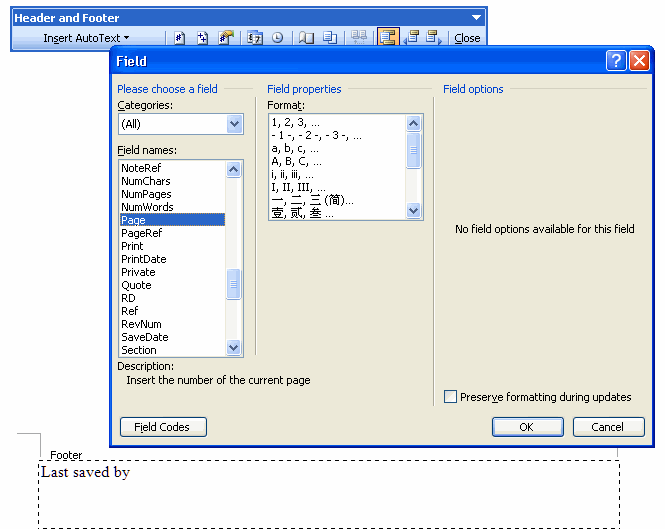 Header and Footer
Insert AutoText
Close
Field
Please choose a field
Categories:
(All)
Field names:
NoteRef
NumChars
NumPages
NumWords
Page
PageRef
Print
PrintDate
Private
Quote
RD
Ref
RevNum
SaveDate
Section
Field properties
Format:
1, 2, 3, ...
- 1 -, - 2 -, - 3 -, ...
a, b, c, ...
A, B, C, ...
i, ii, iii, ...
I, II, III, ...
一, 二, 三 (简)...
壹, 贰, 叁 ...
Field options
No field options available for this field
Preserve formatting during updates
Description:
Insert the number of the current page
Field Codes
OK
Cancel
Footer
Last saved by